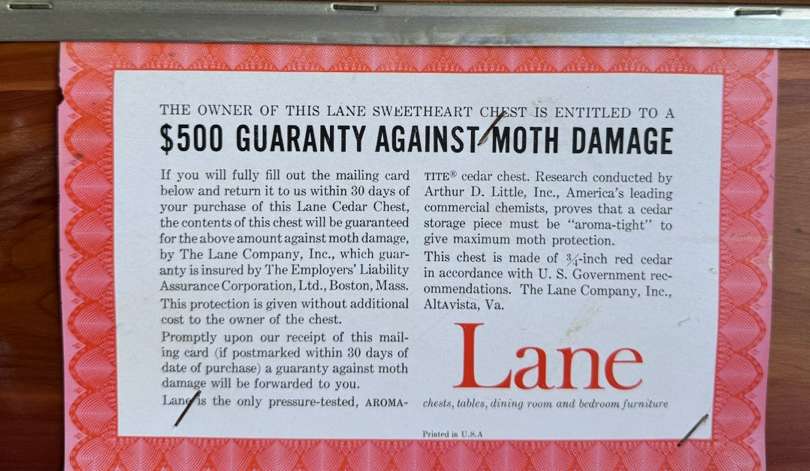 THE OWNER OF THIS LANE SWEETHEART CHEST IS ENTITLED TO A
$500 GUARANTY AGAINST MOTH DAMAGE
If you will fully fill out the mailing card
below and return it to us within 30 days of
your purchase of this Lane Cedar Chest,
the contents of this chest will be guaranteed
for the above amount against moth damage,
by The Lane Company, Inc., which guar-
anty is insured by The Employers' Liability
Assurance Corporation, Ltd., Boston, Mass.
This protection is given without additional
cost to the owner of the chest.
Promptly upon our receipt of this mail-
ing card (if postmarked within 30 days of
date of purchase) a guaranty against moth
damage will be forwarded to you.
Lane is the only pressure-tested, AROMA-
TITE® cedar chest. Research conducted by
Arthur D. Little, Inc., America's leading
commercial chemists, proves that a cedar
storage piece must be "aroma-tight" to
give maximum moth protection.
This chest is made of ¾-inch red cedar
in accordance with U. S. Government rec-
ommendations. The Lane Company, Inc.,
AltAvista, Va.
Lane
chests, tables, dining room and bedroom furniture
Printed in U.S.A